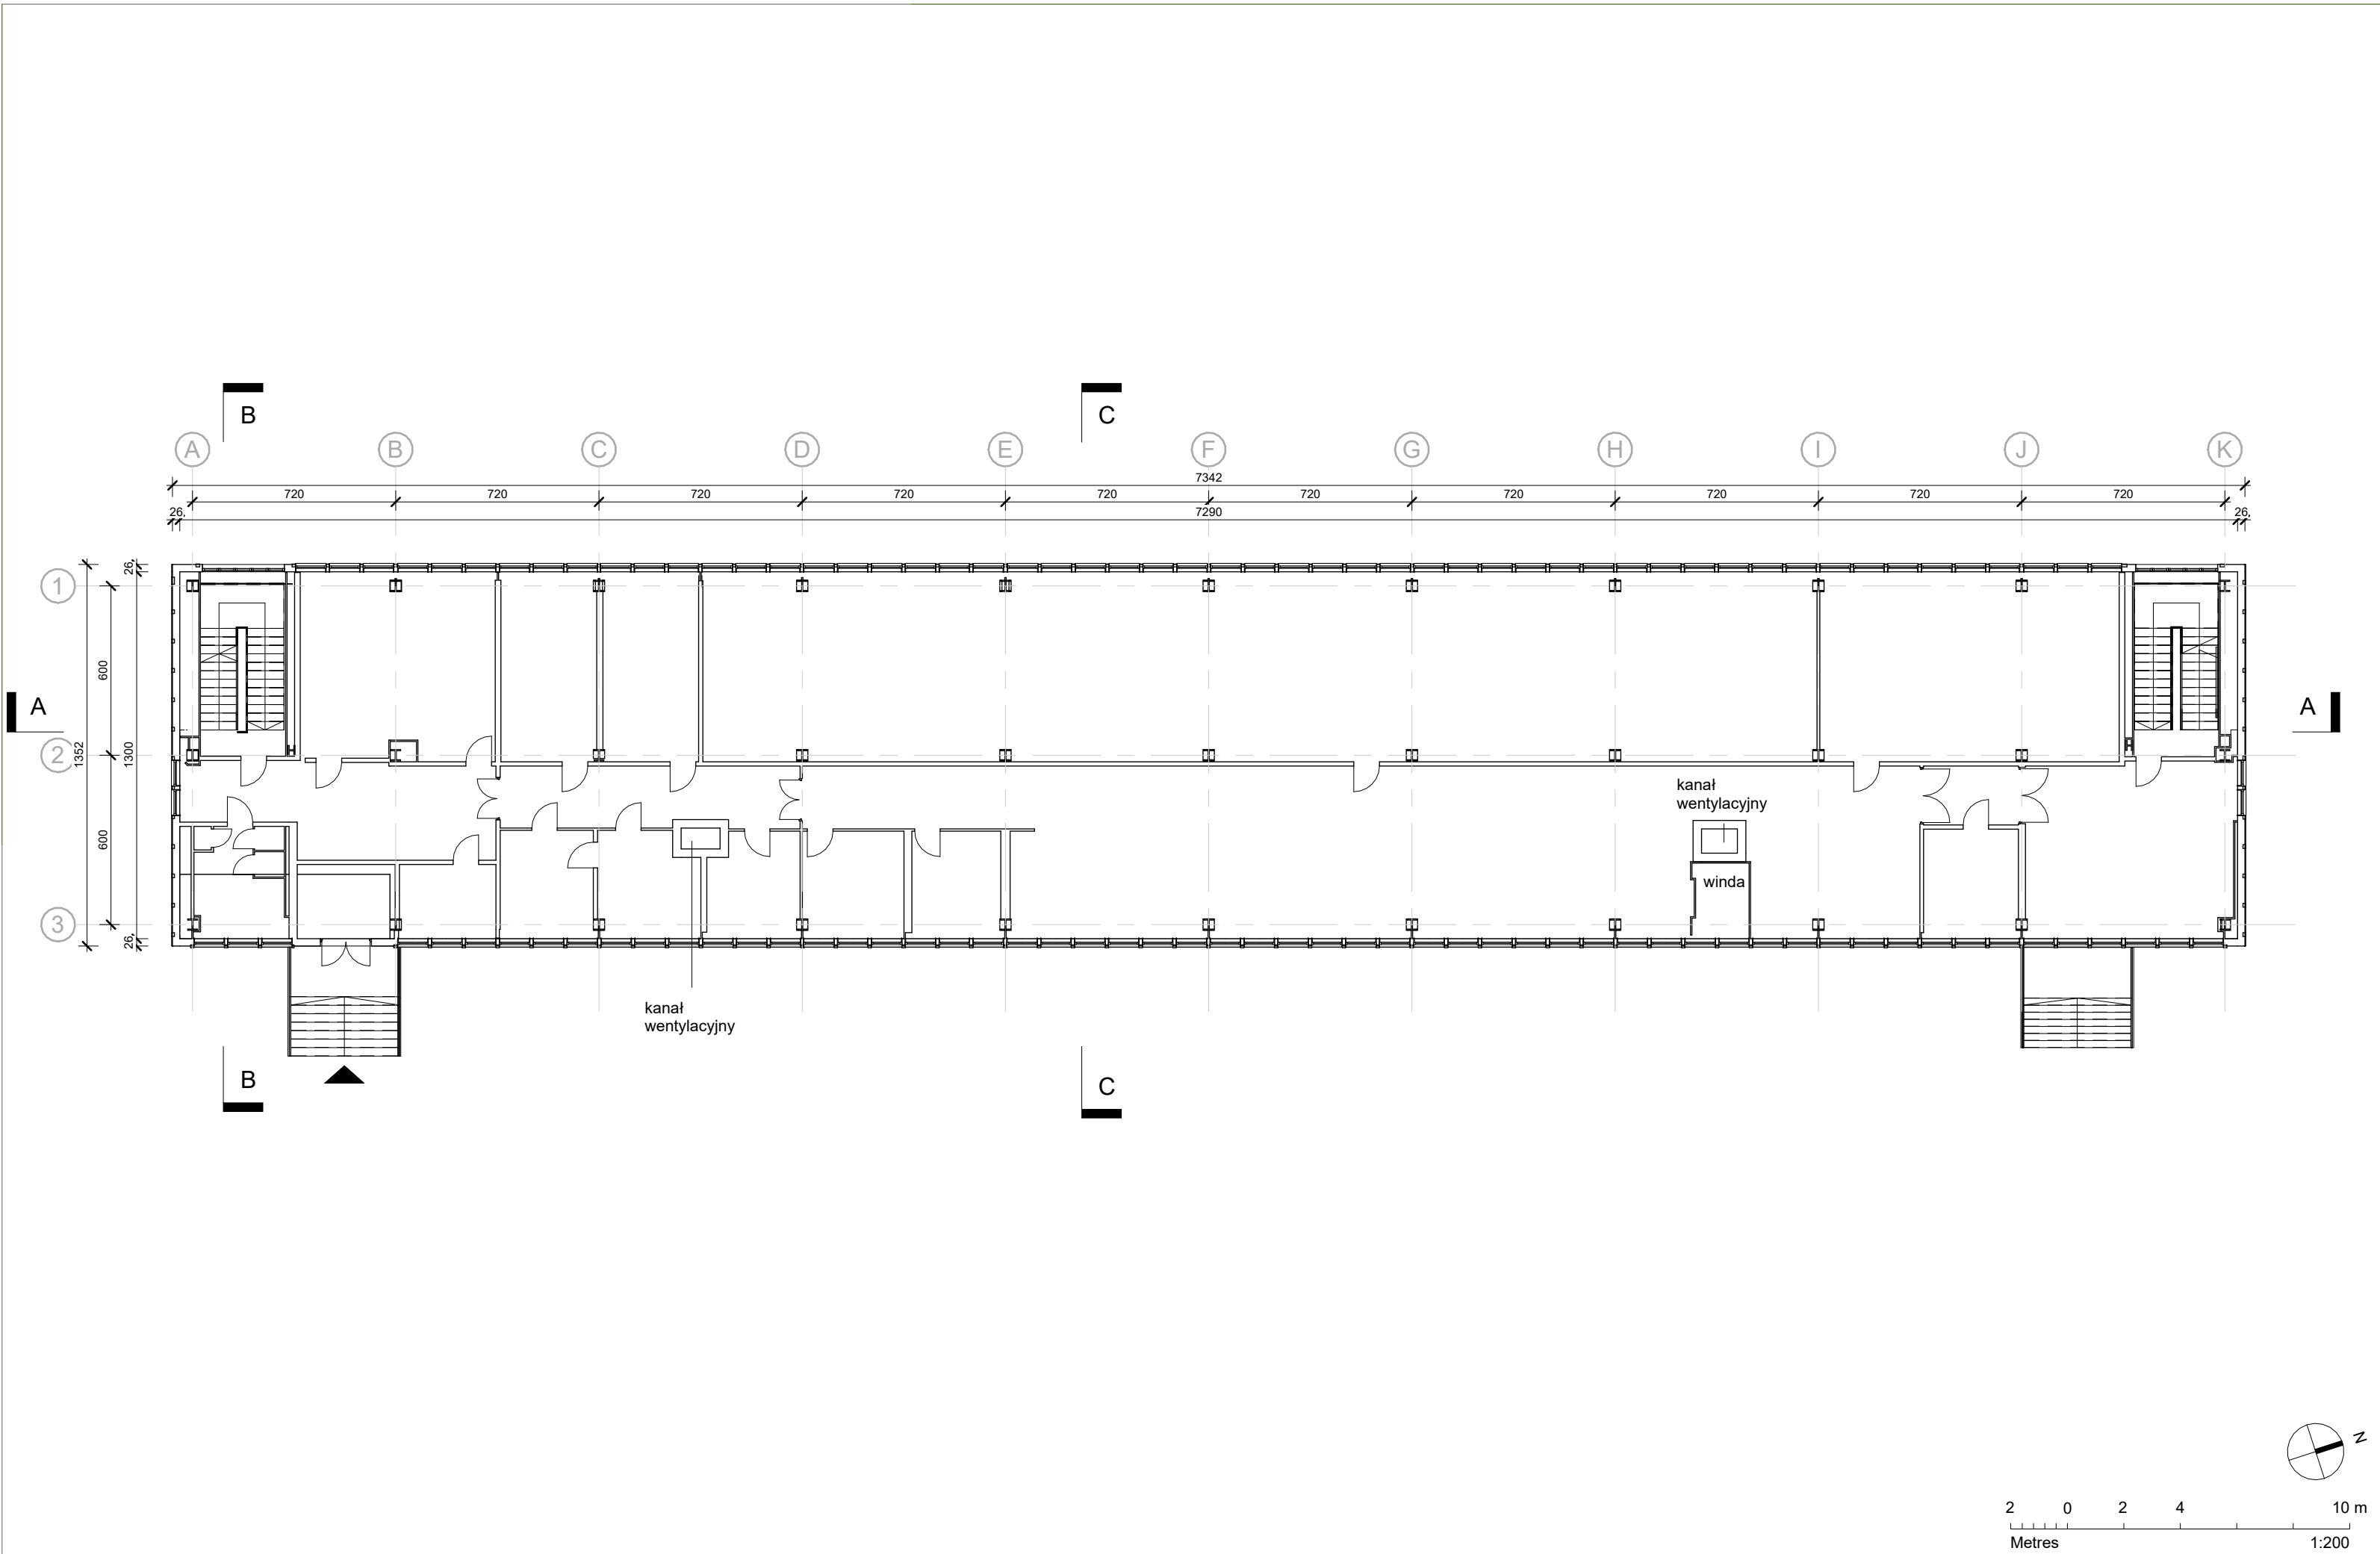 B
C
A
B
C
D
E
F
G
H
I
J
K
7342
720
720
720
720
720
720
720
720
720
720
26,
7290
26,
1
2
3
26,
600
600
1352
1300
26,
A
A
kanał
wentylacyjny
winda
kanał
wentylacyjny
B
C
N
2 0 2 4 10 m
Metres 1:200